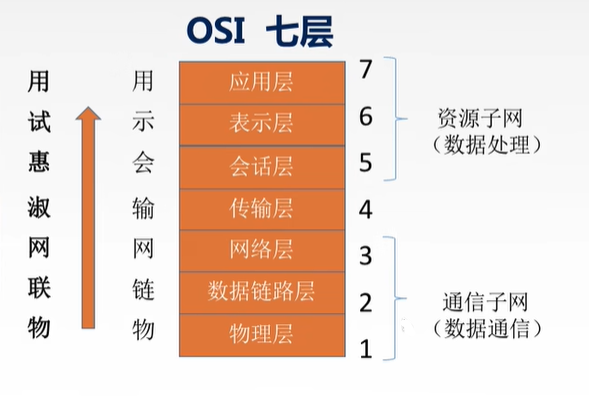 OSI 七层
用 用 应用层 7
试 示 表示层 6
惠 会 会话层 5
淑 输 传输层 4
网 网 网络层 3
联 链 数据链路层 2
物 物 物理层 1
资源子网
（数据处理）
通信子网
（数据通信）